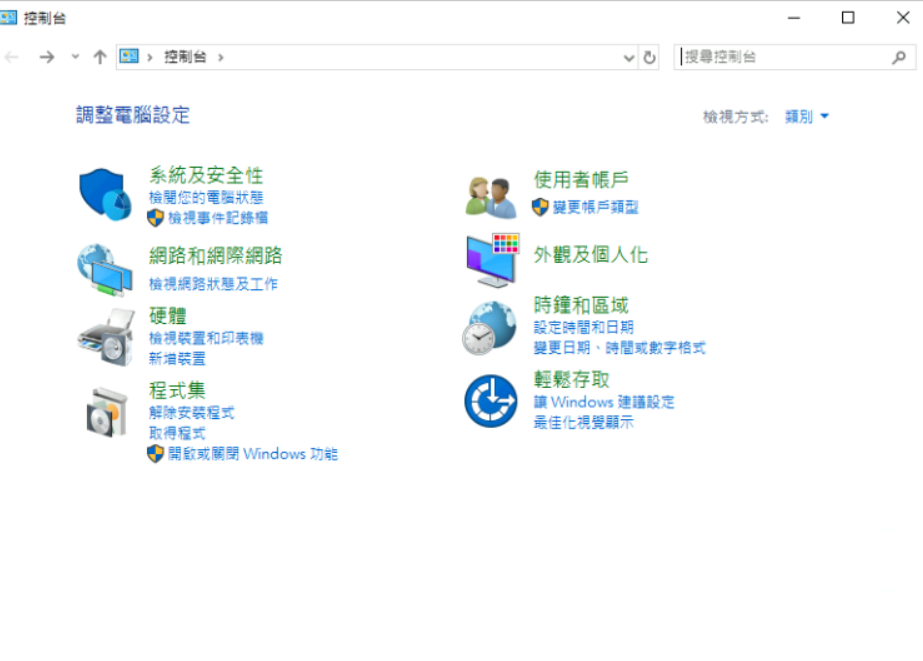 控制台
控制台
搜尋控制台
調整電腦設定
檢視方式: 類別
系統及安全性
檢閱您的電腦狀態
檢視事件記錄檔
網路和網際網路
檢視網路狀態及工作
硬體
檢視裝置和印表機
新增裝置
程式集
解除安裝程式
取得程式
開啟或關閉 Windows 功能
使用者帳戶
變更帳戶類型
外觀及個人化
時鐘和區域
設定時間和日期
變更日期、時間或數字格式
輕鬆存取
讓 Windows 建議設定
最佳化視覺顯示